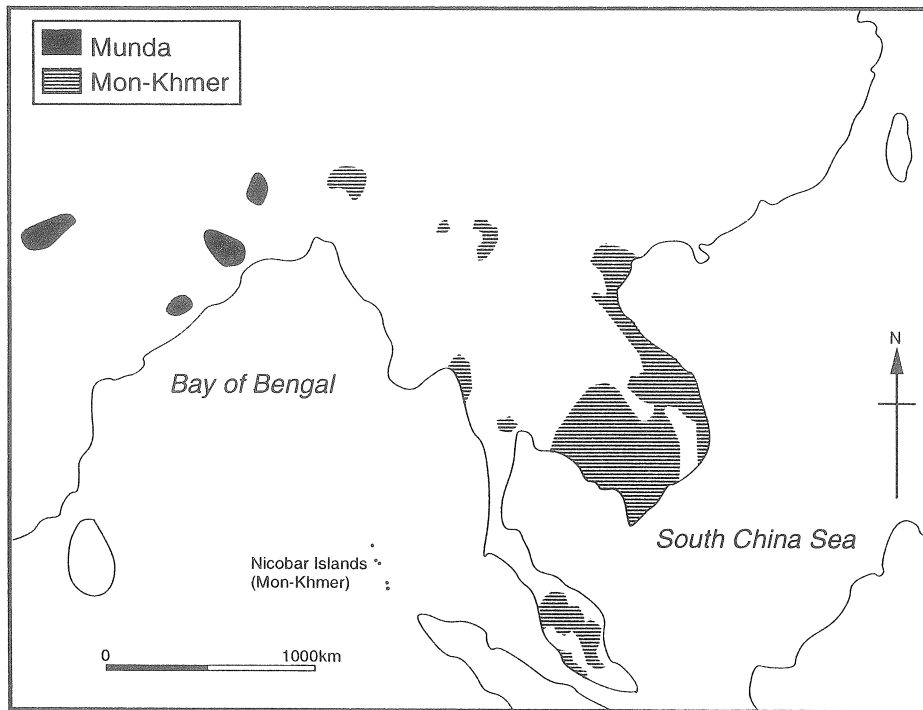 Munda
Mon-Khmer
N
Bay of Bengal
South China Sea
Nicobar Islands
(Mon-Khmer)
0 1000km